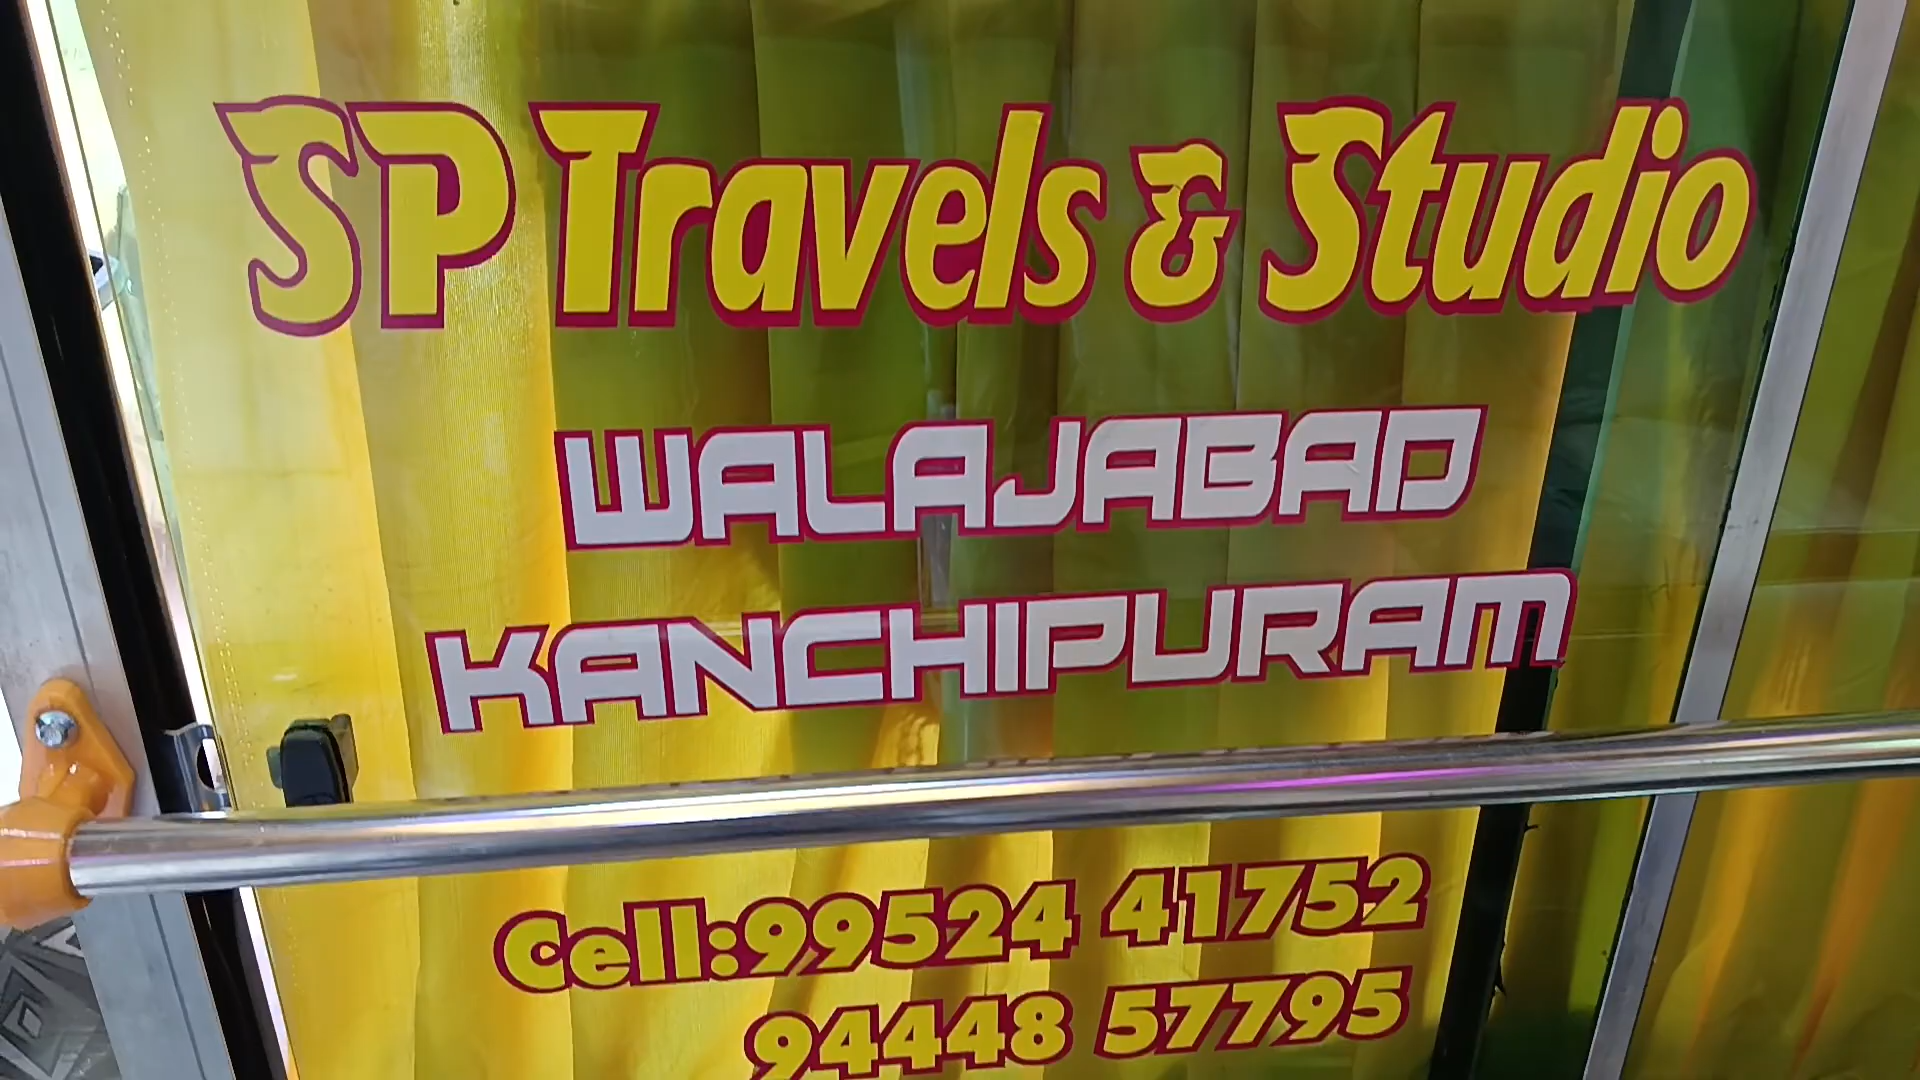 SP Travels & Studio
WALAJABAD
KANCHIPURAM
Cell:99524 41752
94448 57795